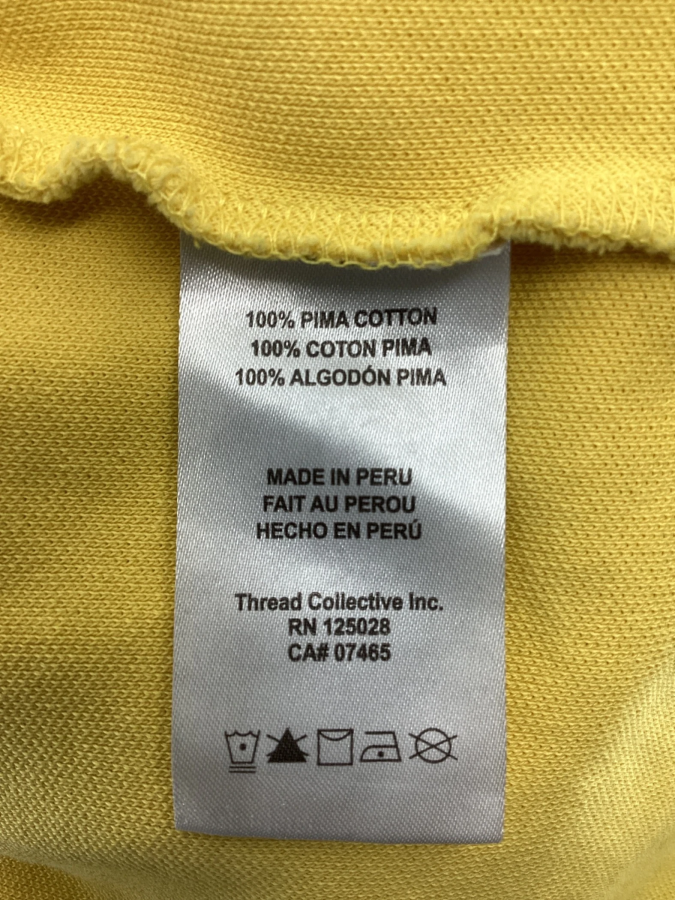 100% PIMA COTTON
100% COTON PIMA
100% ALGODÓN PIMA
MADE IN PERU
FAIT AU PEROU
HECHO EN PERÚ
Thread Collective Inc.
RN 125028
CA# 07465